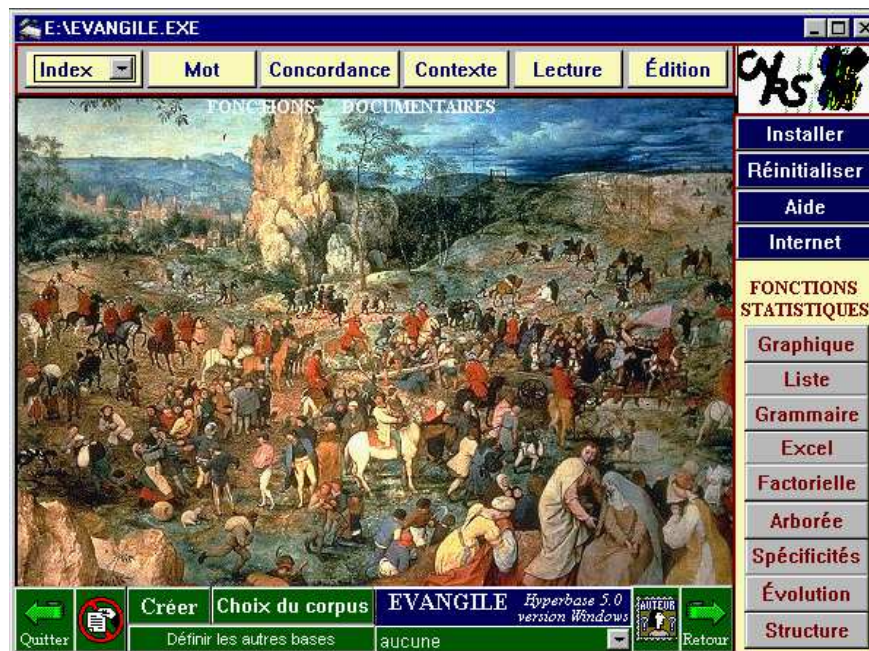 E:\EVANGILE.EXE
Index Mot Concordance Contexte Lecture Édition
FONCTIONS DOCUMENTAIRES
CNRS
Installer
Réinitialiser
Aide
Internet
FONCTIONS
STATISTIQUES
Graphique
Liste
Grammaire
Excel
Factorielle
Arborée
Spécificités
Évolution
Structure
Quitter
Créer Choix du corpus
Définir les autres bases
EVANGILE
Hyperbase 5.0
version Windows
aucune
AUTEUR
Retour